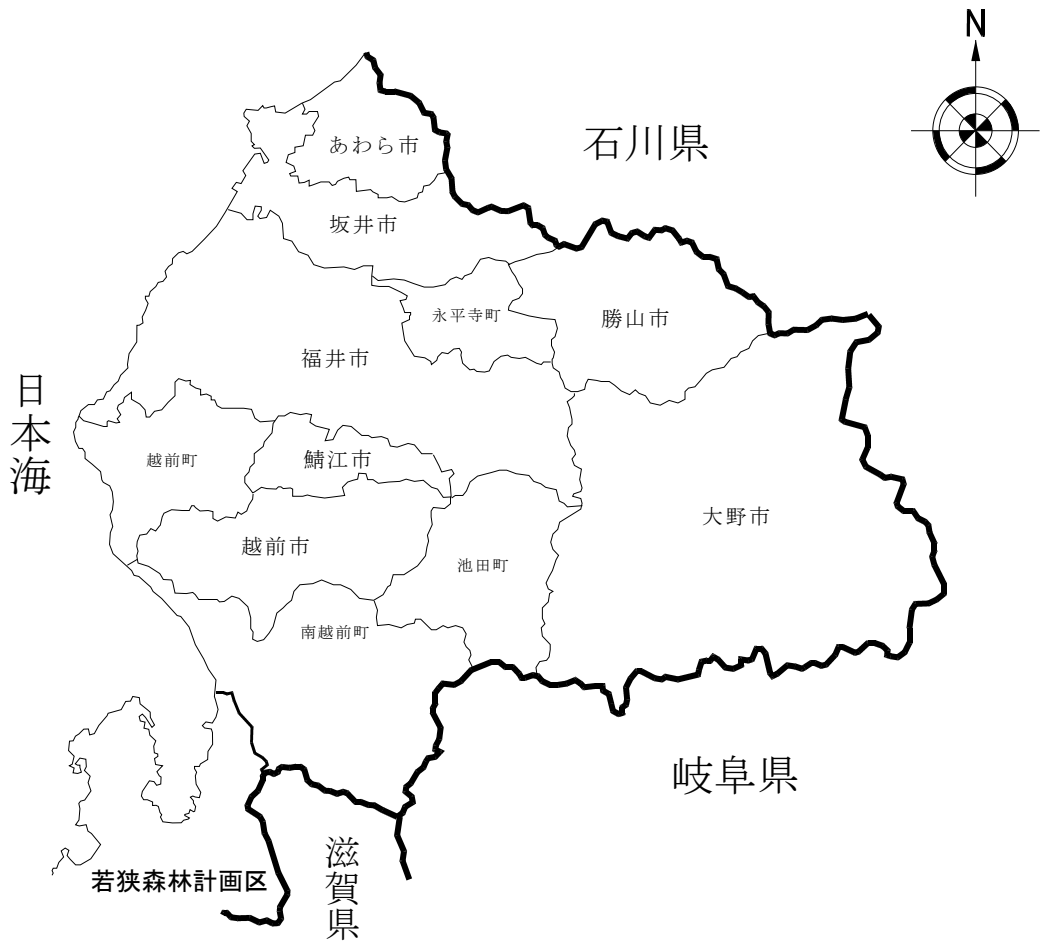 N
石川県
あわら市
坂井市
永平寺町
勝山市
福井市
日本海
越前町
鯖江市
大野市
越前市
池田町
南越前町
岐阜県
滋賀県
若狭森林計画区